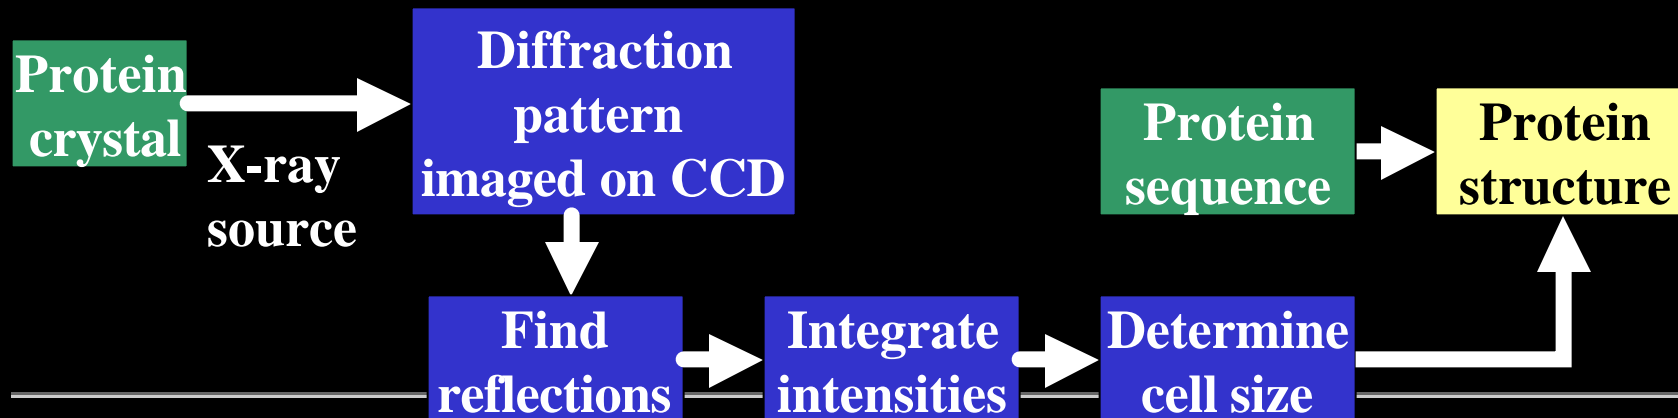 Protein
crystal
X-ray
source
Diffraction
pattern
imaged on CCD
Protein
sequence
Protein
structure
Find
reflections
Integrate
intensities
Determine
cell size